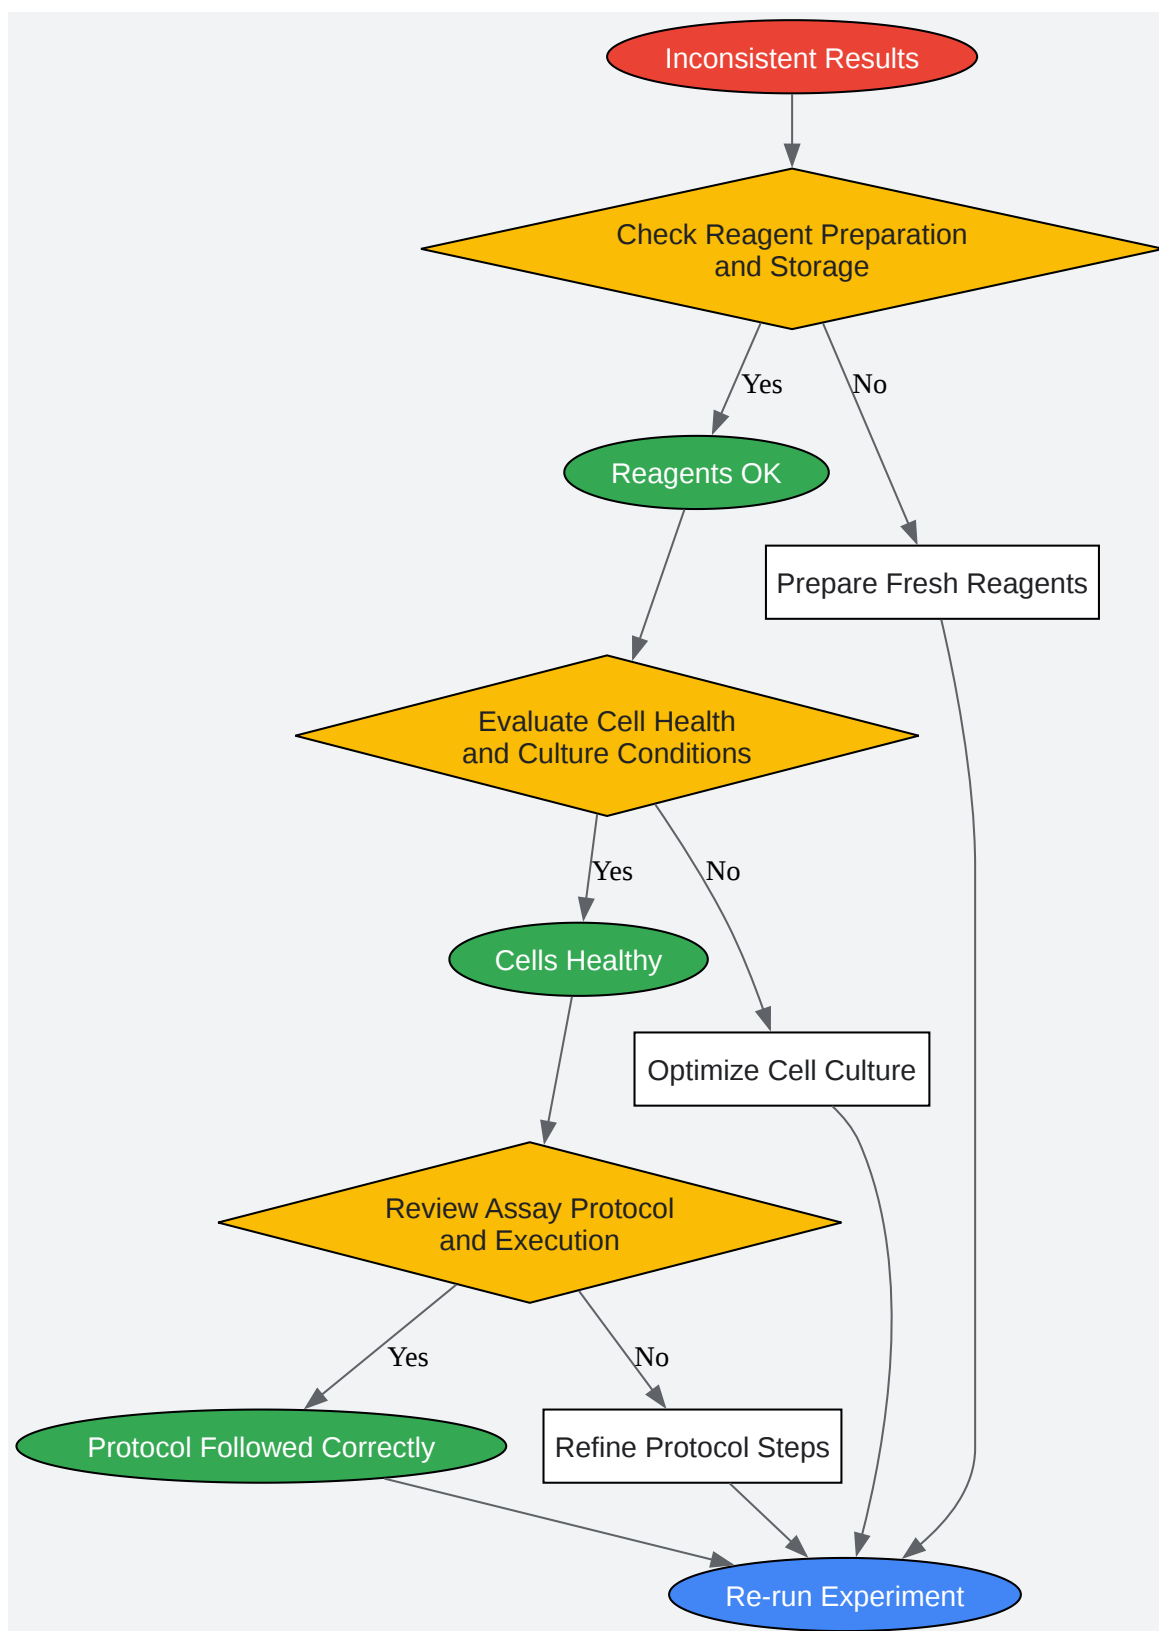 Inconsistent Results
Check Reagent Preparation
and Storage
Yes
No
Reagents OK
Prepare Fresh Reagents
Evaluate Cell Health
and Culture Conditions
Yes
No
Cells Healthy
Optimize Cell Culture
Review Assay Protocol
and Execution
Yes
No
Protocol Followed Correctly
Refine Protocol Steps
Re-run Experiment